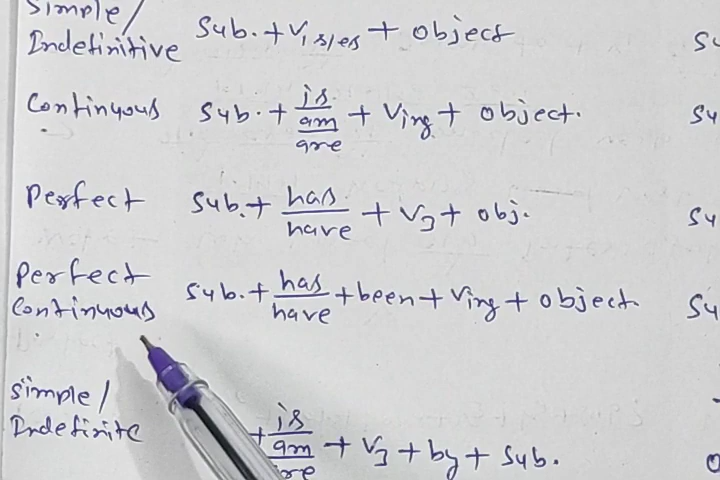 Simple/
Indefinitive Sub. + V1,s/es + object
Continuous Sub. + is/am/are + Ving + object.
Perfect Sub. + has/have + V3 + obj.
Perfect
Continuous Sub. + has/have + been + Ving + object
Simple/
Indefinite + is/am/are + V3 + by + Sub.